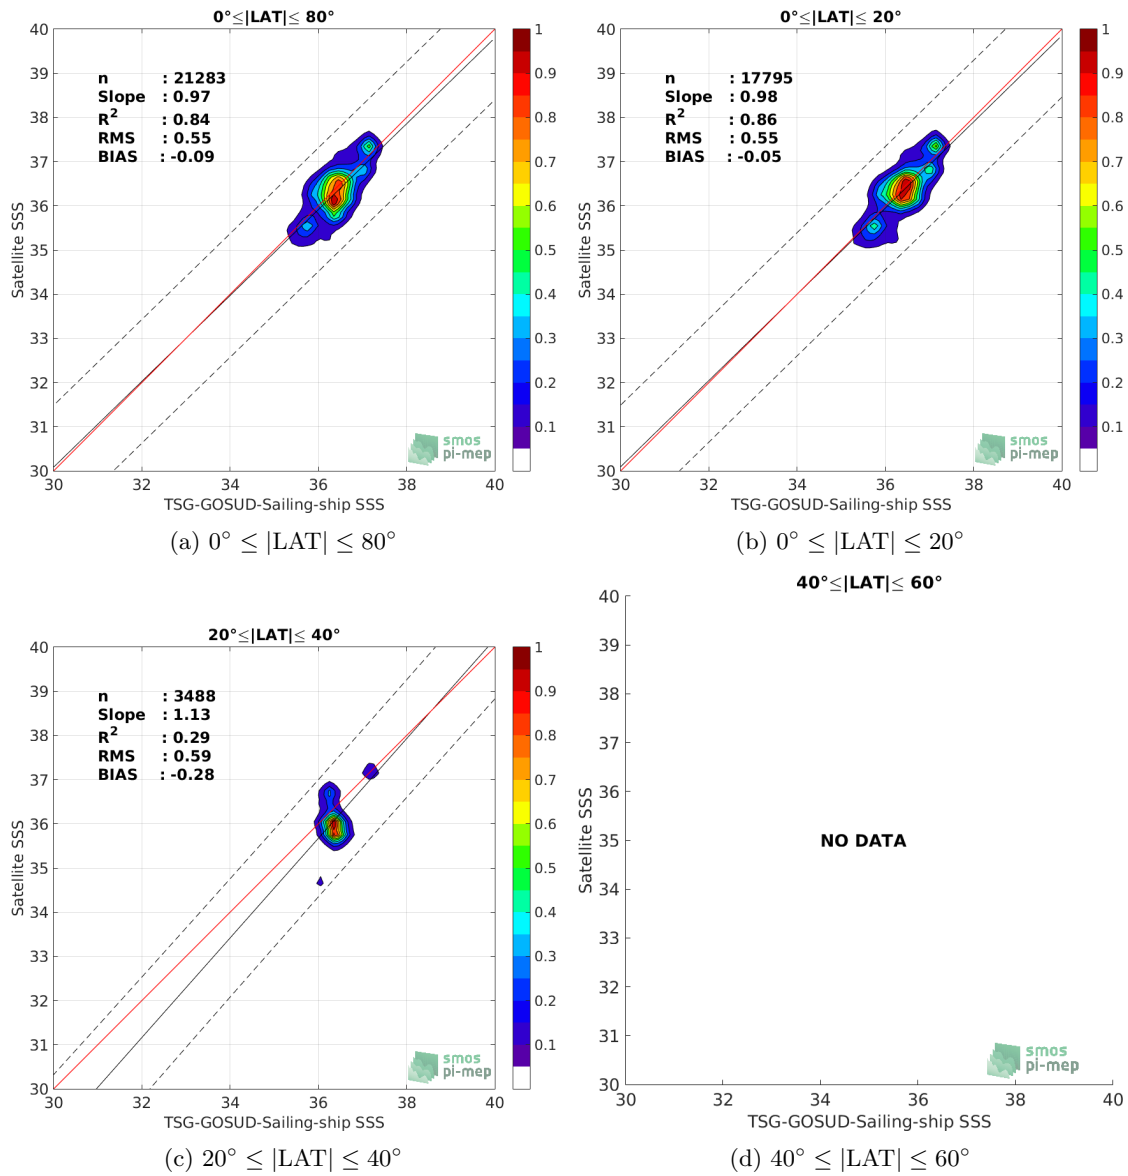 0°≤|LAT|≤ 80°
n : 21283
Slope : 0.97
R² : 0.84
RMS : 0.55
BIAS : -0.09
40
39
38
37
36
35
34
33
32
31
30
30 32 34 36 38 40
Satellite SSS
TSG-GOSUD-Sailing-ship SSS
1
0.9
0.8
0.7
0.6
0.5
0.4
0.3
0.2
0.1
smos
pi-mep
(a) 0° ≤ |LAT| ≤ 80°
0°≤|LAT|≤ 20°
n : 17795
Slope : 0.98
R² : 0.86
RMS : 0.55
BIAS : -0.05
40
39
38
37
36
35
34
33
32
31
30
30 32 34 36 38 40
Satellite SSS
TSG-GOSUD-Sailing-ship SSS
1
0.9
0.8
0.7
0.6
0.5
0.4
0.3
0.2
0.1
smos
pi-mep
(b) 0° ≤ |LAT| ≤ 20°
20°≤|LAT|≤ 40°
n : 3488
Slope : 1.13
R² : 0.29
RMS : 0.59
BIAS : -0.28
40
39
38
37
36
35
34
33
32
31
30
30 32 34 36 38 40
Satellite SSS
TSG-GOSUD-Sailing-ship SSS
1
0.9
0.8
0.7
0.6
0.5
0.4
0.3
0.2
0.1
smos
pi-mep
(c) 20° ≤ |LAT| ≤ 40°
40°≤|LAT|≤ 60°
40
39
38
37
36
35
34
33
32
31
30
30 32 34 36 38 40
Satellite SSS
NO DATA
TSG-GOSUD-Sailing-ship SSS
smos
pi-mep
(d) 40° ≤ |LAT| ≤ 60°